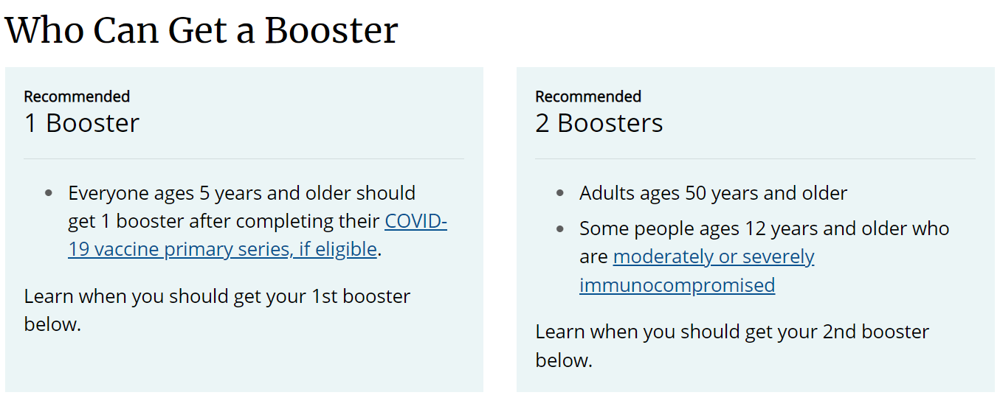 Who Can Get a Booster
Recommended
1 Booster
Everyone ages 5 years and older should
get 1 booster after completing their COVID-
19 vaccine primary series, if eligible.
Learn when you should get your 1st booster
below.
Recommended
2 Boosters
Adults ages 50 years and older
Some people ages 12 years and older who
are moderately or severely
immunocompromised
Learn when you should get your 2nd booster
below.